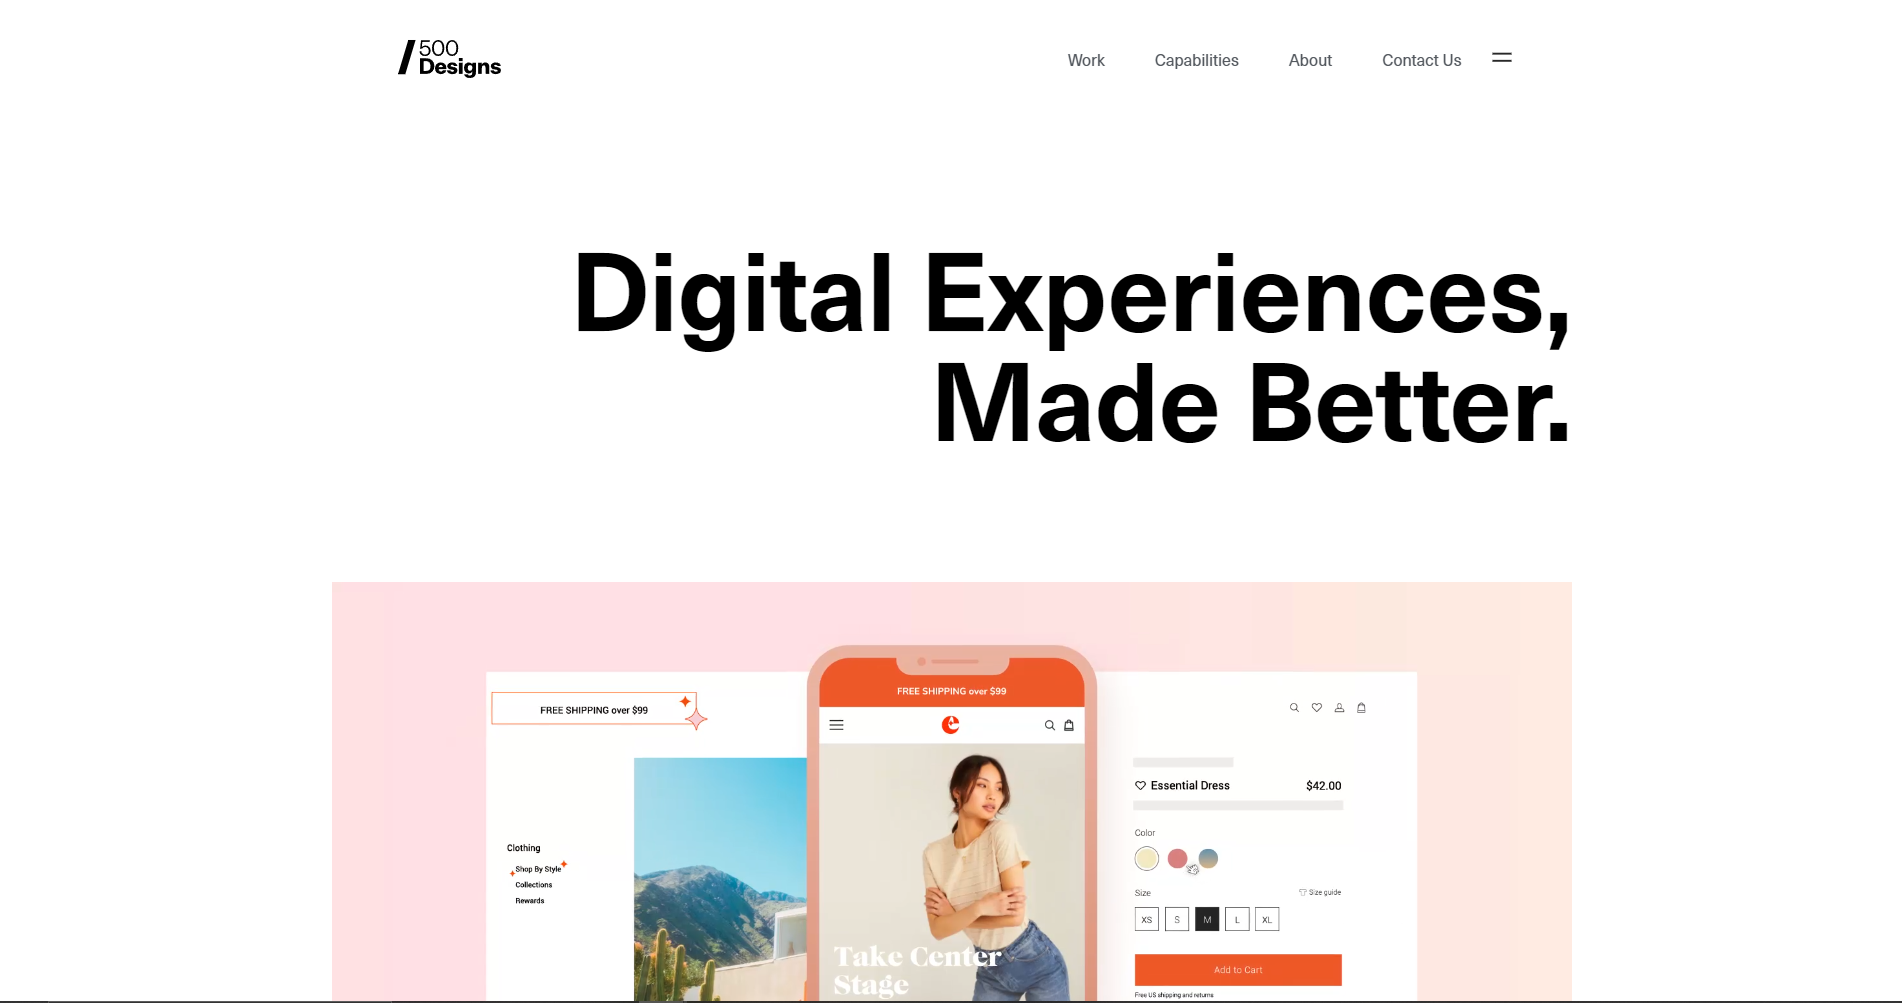 500
Designs
Work
Capabilities
About
Contact Us
Digital Experiences,
Made Better.
FREE SHIPPING over $99
FREE SHIPPING over $99
Essential Dress
$42.00
Color
Clothing
Shop By Style
Collections
Rewards
Size
Size guide
XS
S
M
L
XL
Take Center
Stage
Add to Cart
Free US shipping and returns